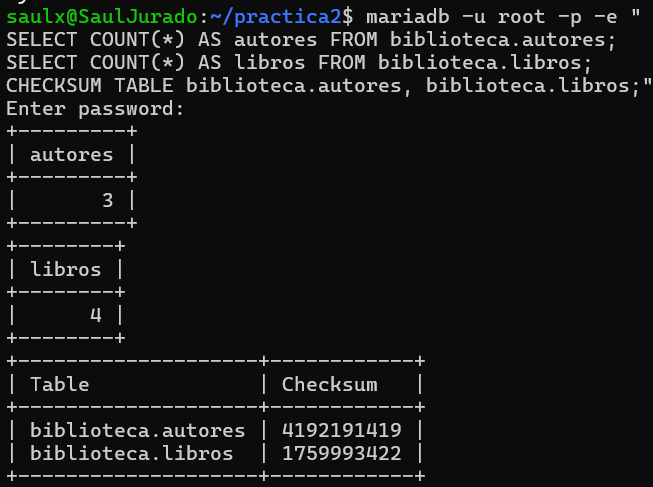 saulx@SaulJurado:~/practica2$ mariadb -u root -p -e "
SELECT COUNT(*) AS autores FROM biblioteca.autores;
SELECT COUNT(*) AS libros FROM biblioteca.libros;
CHECKSUM TABLE biblioteca.autores, biblioteca.libros;"
Enter password:
+---------+
| autores |
+---------+
|       3 |
+---------+
+--------+
| libros |
+--------+
|      4 |
+--------+
+--------------------+------------+
| Table              | Checksum   |
+--------------------+------------+
| biblioteca.autores | 4192191419 |
| biblioteca.libros  | 1759993422 |
+--------------------+------------+